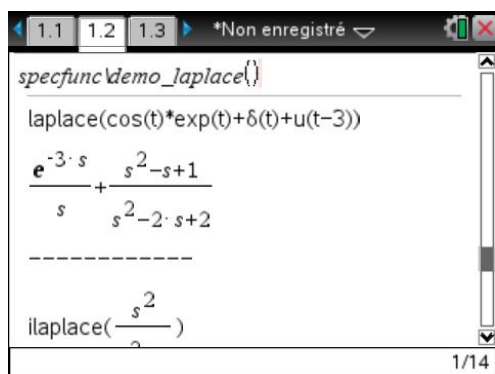 1.1 1.2 1.3 *Non enregistré
specfunc\demo_laplace()
laplace(cos(t)*exp(t)+δ(t)+u(t-3))
e^-3·s/s + (s^2-s+1)/(s^2-2·s+2)
-------------
ilaplace(s^2/
1/14